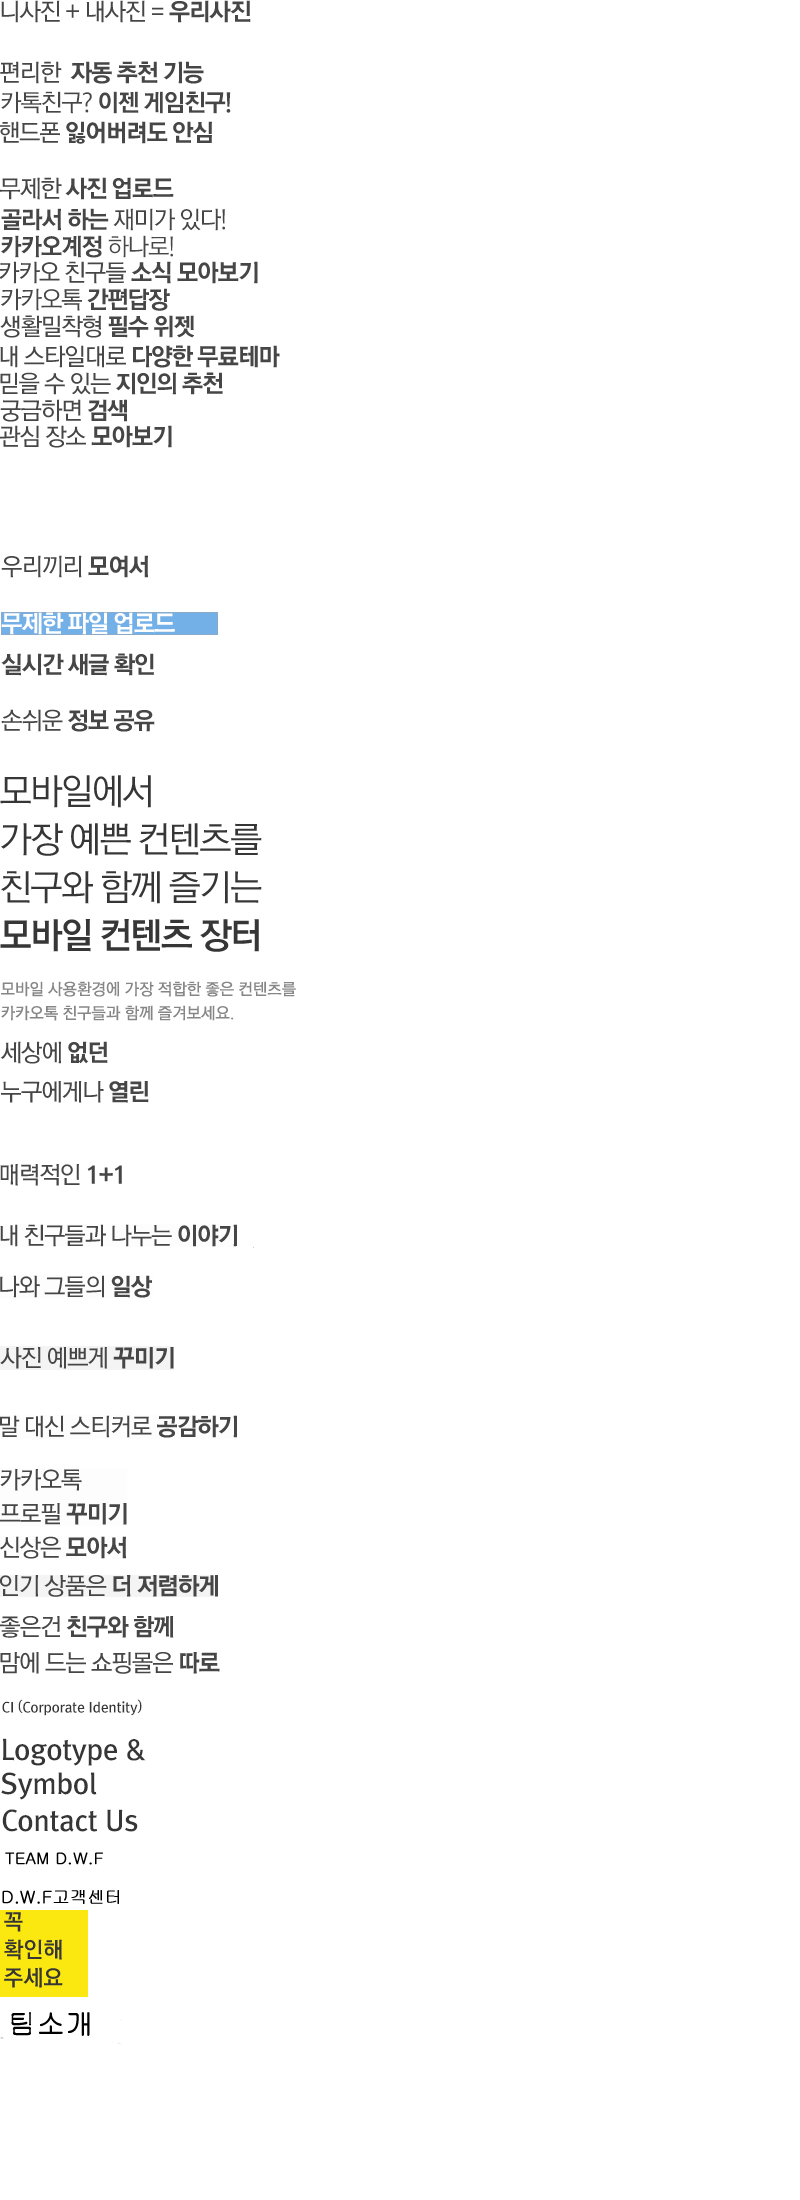 니사진 + 내사진 = 우리사진
편리한 자동 추천 기능
카톡친구? 이젠 게임친구!
핸드폰 잃어버려도 안심
무제한 사진 업로드
골라서 하는 재미가 있다!
카카오계정 하나로!
카카오 친구들 소식 모아보기
카카오톡 간편답장
생활밀착형 필수 위젯
내 스타일대로 다양한 무료테마
믿을 수 있는 지인의 추천
궁금하면 검색
관심 장소 모아보기
우리끼리 모여서
무제한 파일 업로드
실시간 새글 확인
손쉬운 정보 공유
모바일에서
가장 예쁜 컨텐츠를
친구와 함께 즐기는
모바일 컨텐츠 장터
모바일 사용환경에 가장 적합한 좋은 컨텐츠를
카카오톡 친구들과 함께 즐겨보세요.
세상에 없던
누구에게나 열린
매력적인 1+1
내 친구들과 나누는 이야기
나와 그들의 일상
사진 예쁘게 꾸미기
말 대신 스티커로 공감하기
카카오톡
프로필 꾸미기
신상은 모아서
인기 상품은 더 저렴하게
좋은건 친구와 함께
맘에 드는 쇼핑몰은 따로
CI (Corporate Identity)
Logotype &
Symbol
Contact Us
TEAM D.W.F
D.W.F고객센터
꼭
확인해
주세요
팀소개